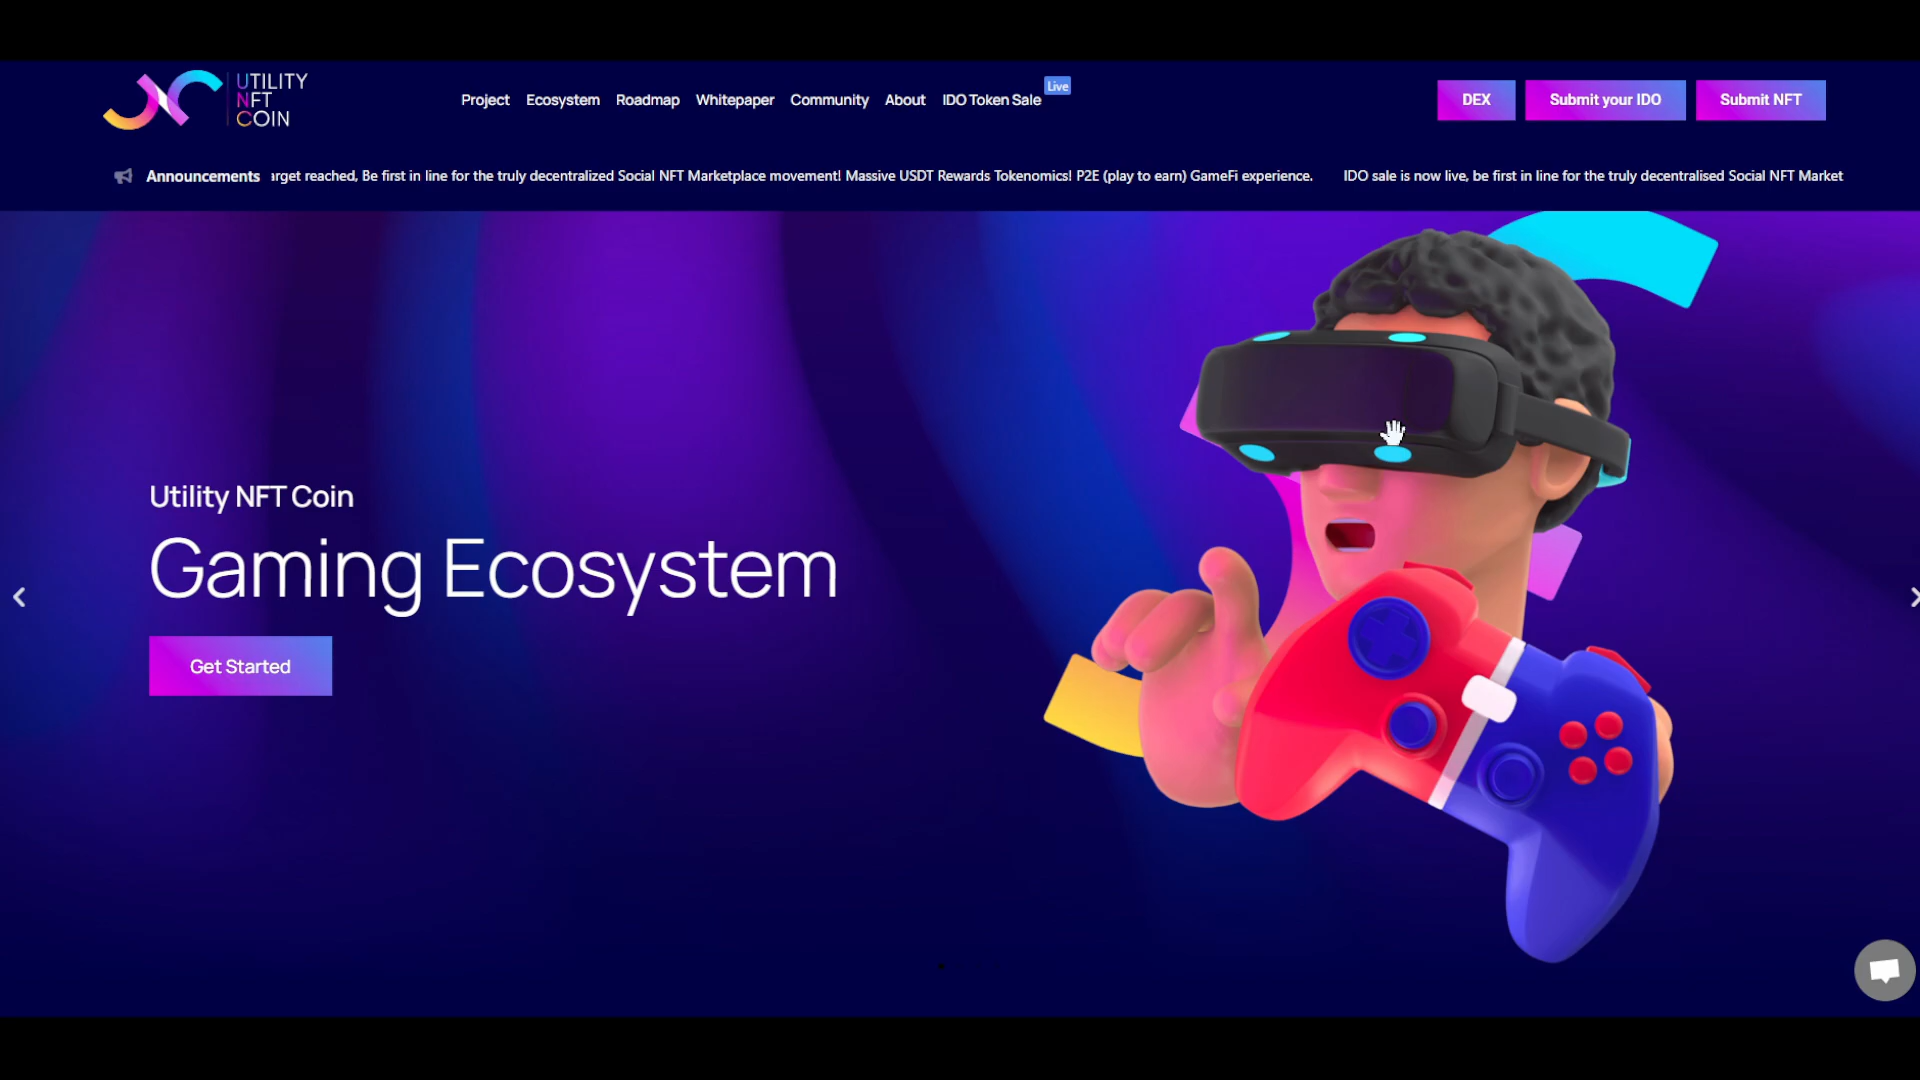 UTILITY
NFT
COIN
Project Ecosystem Roadmap Whitepaper Community About IDO Token Sale Live
DEX Submit your IDO Submit NFT
Announcements arget reached, Be first in line for the truly decentralized Social NFT Marketplace movement! Massive USDT Rewards Tokenomics! P2E (play to earn) GameFi experience. IDO sale is now live, be first in line for the truly decentralised Social NFT Market
Utility NFT Coin
Gaming Ecosystem
Get Started